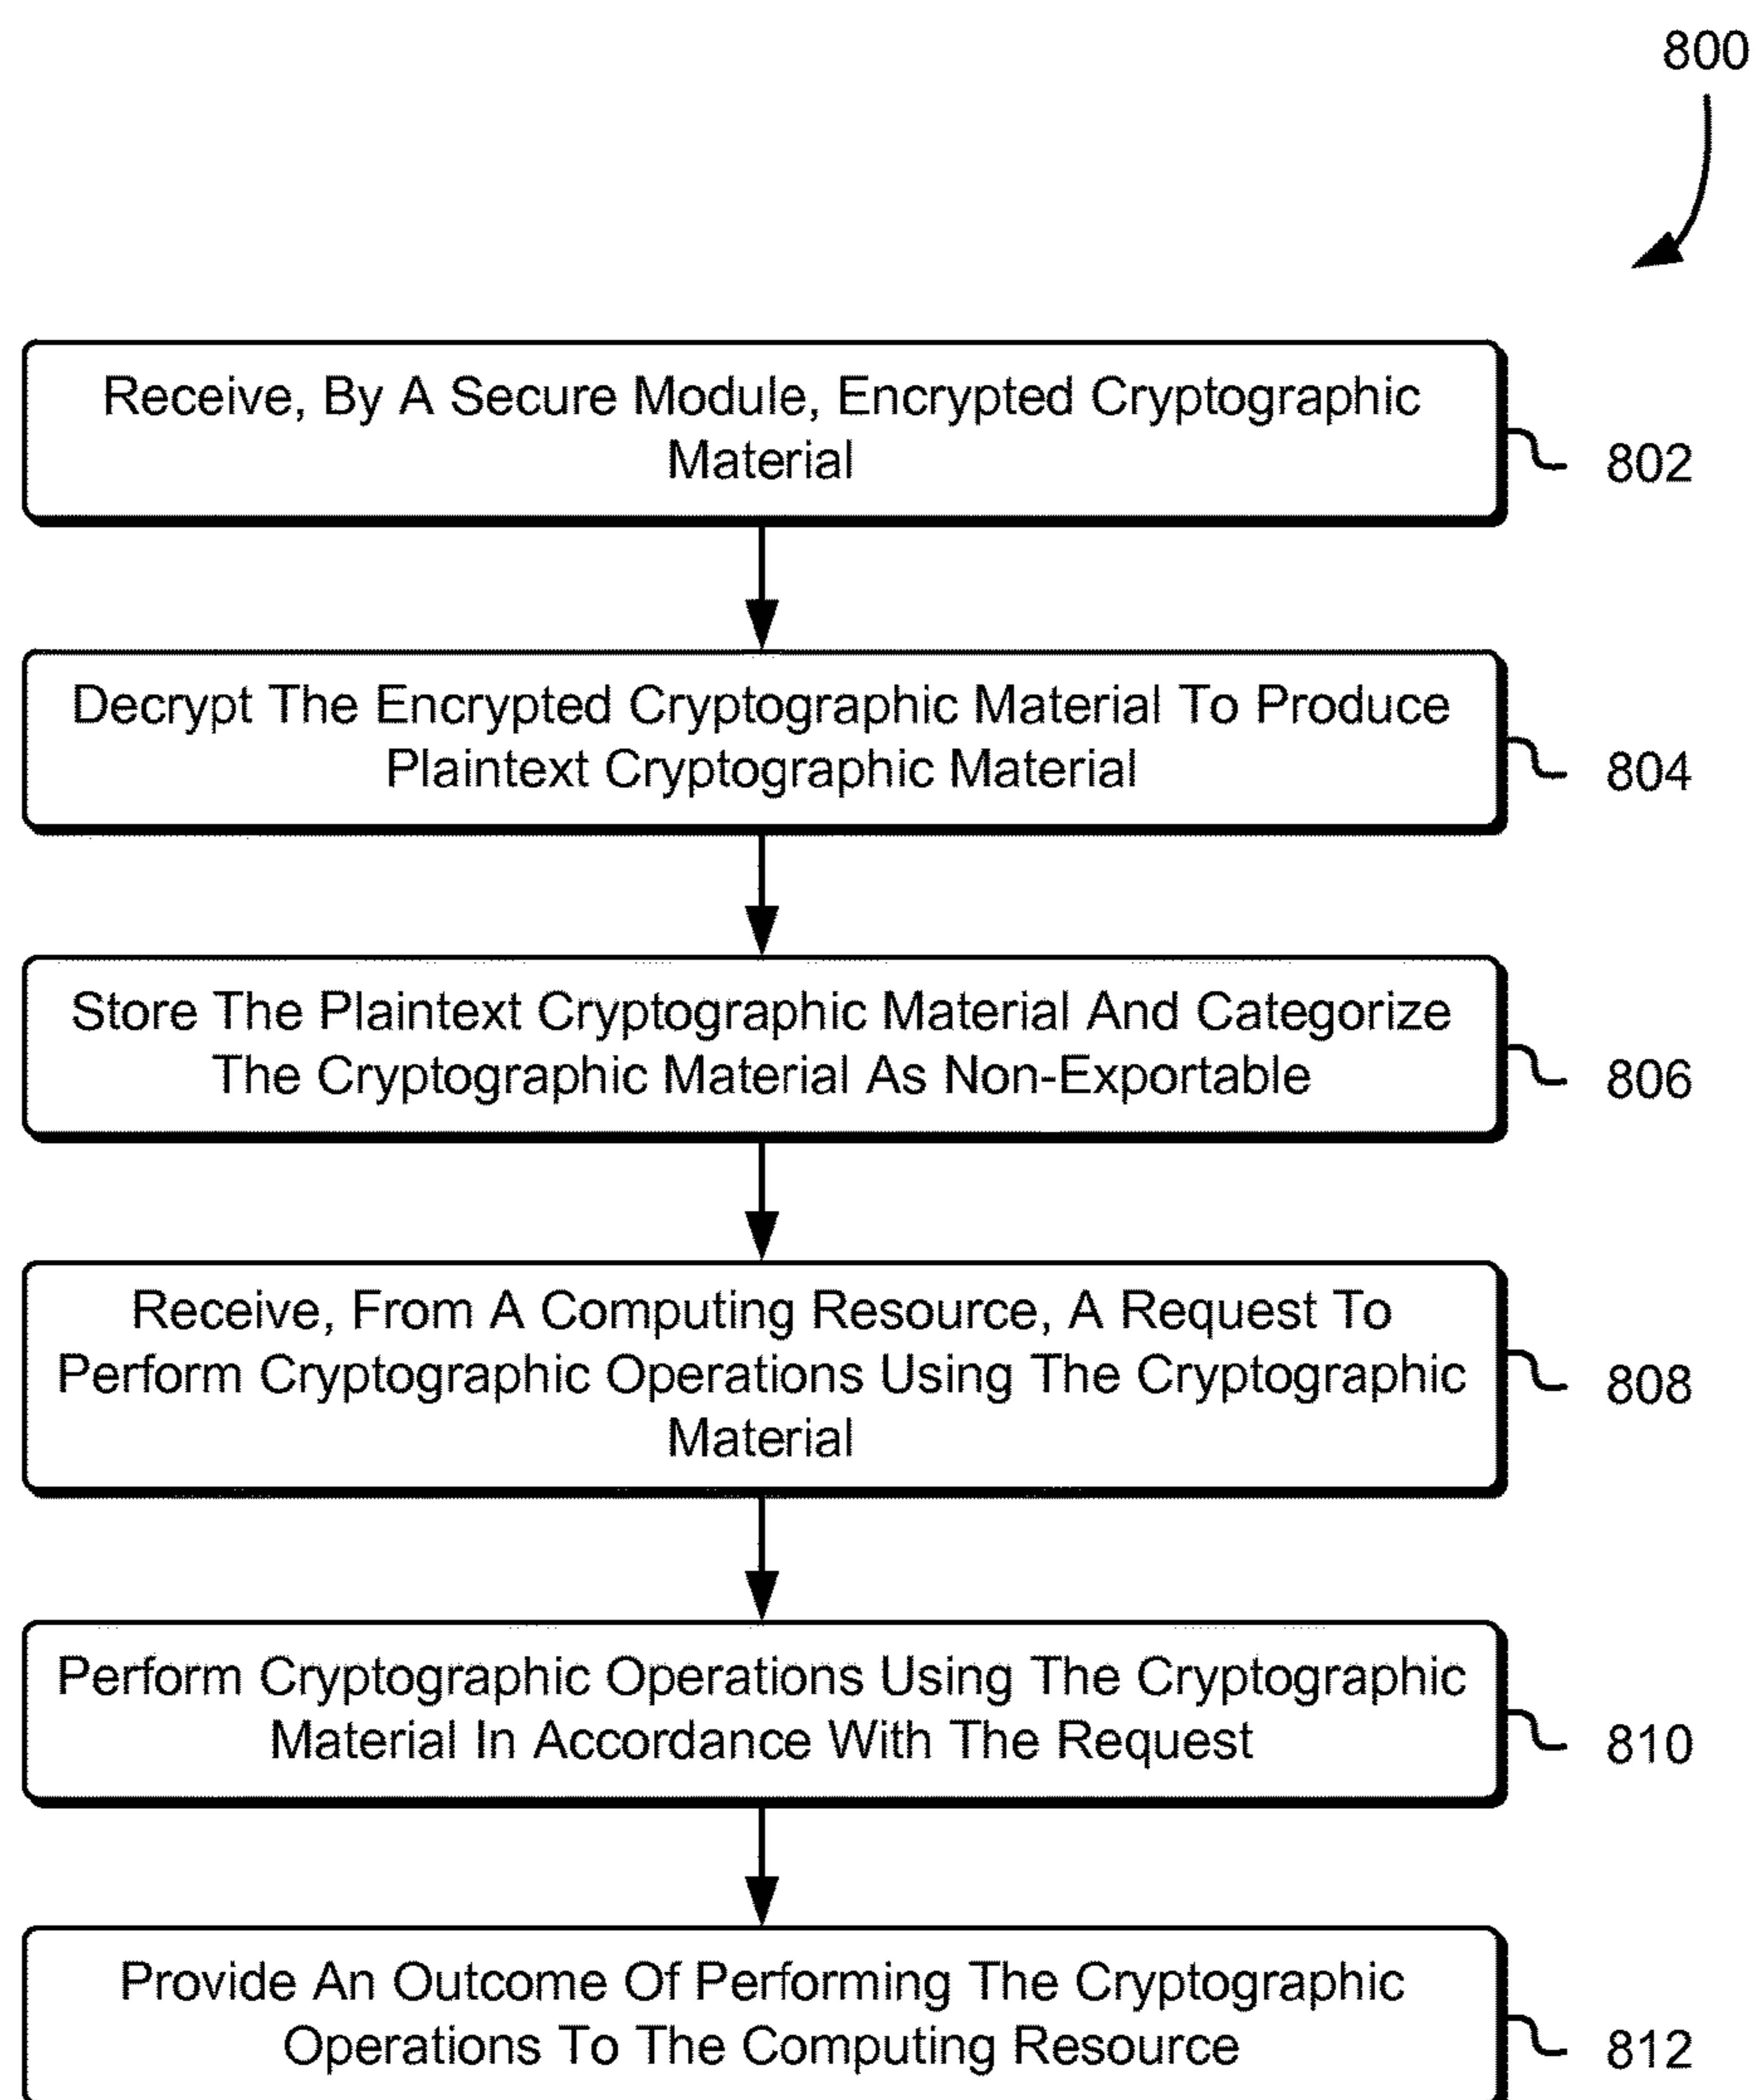 800
Receive, By A Secure Module, Encrypted Cryptographic
Material
802
Decrypt The Encrypted Cryptographic Material To Produce
Plaintext Cryptographic Material
804
Store The Plaintext Cryptographic Material And Categorize
The Cryptographic Material As Non-Exportable
806
Receive, From A Computing Resource, A Request To
Perform Cryptographic Operations Using The Cryptographic
Material
808
Perform Cryptographic Operations Using The Cryptographic
Material In Accordance With The Request
810
Provide An Outcome Of Performing The Cryptographic
Operations To The Computing Resource
812